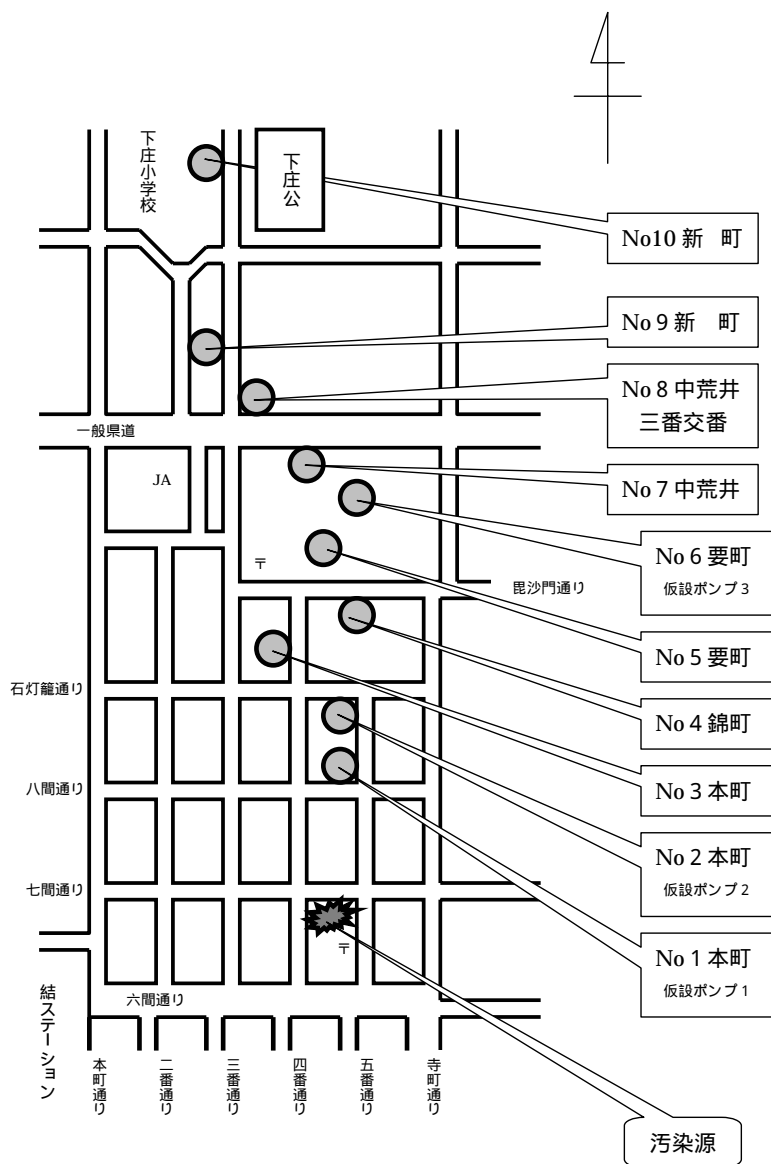 下庄小学校
下庄公
No10 新　町
No 9 新　町
No 8 中荒井
三番交番
一般県道
JA
No 7 中荒井
〒
No 6 要町
仮設ポンプ 3
毘沙門通り
No 5 要町
石灯籠通り
No 4 錦町
八間通り
No 3 本町
No 2 本町
仮設ポンプ 2
七間通り
〒
No 1 本町
仮設ポンプ 1
六間通り
結ステーション
本町通り
二番通り
三番通り
四番通り
五番通り
寺町通り
汚染源